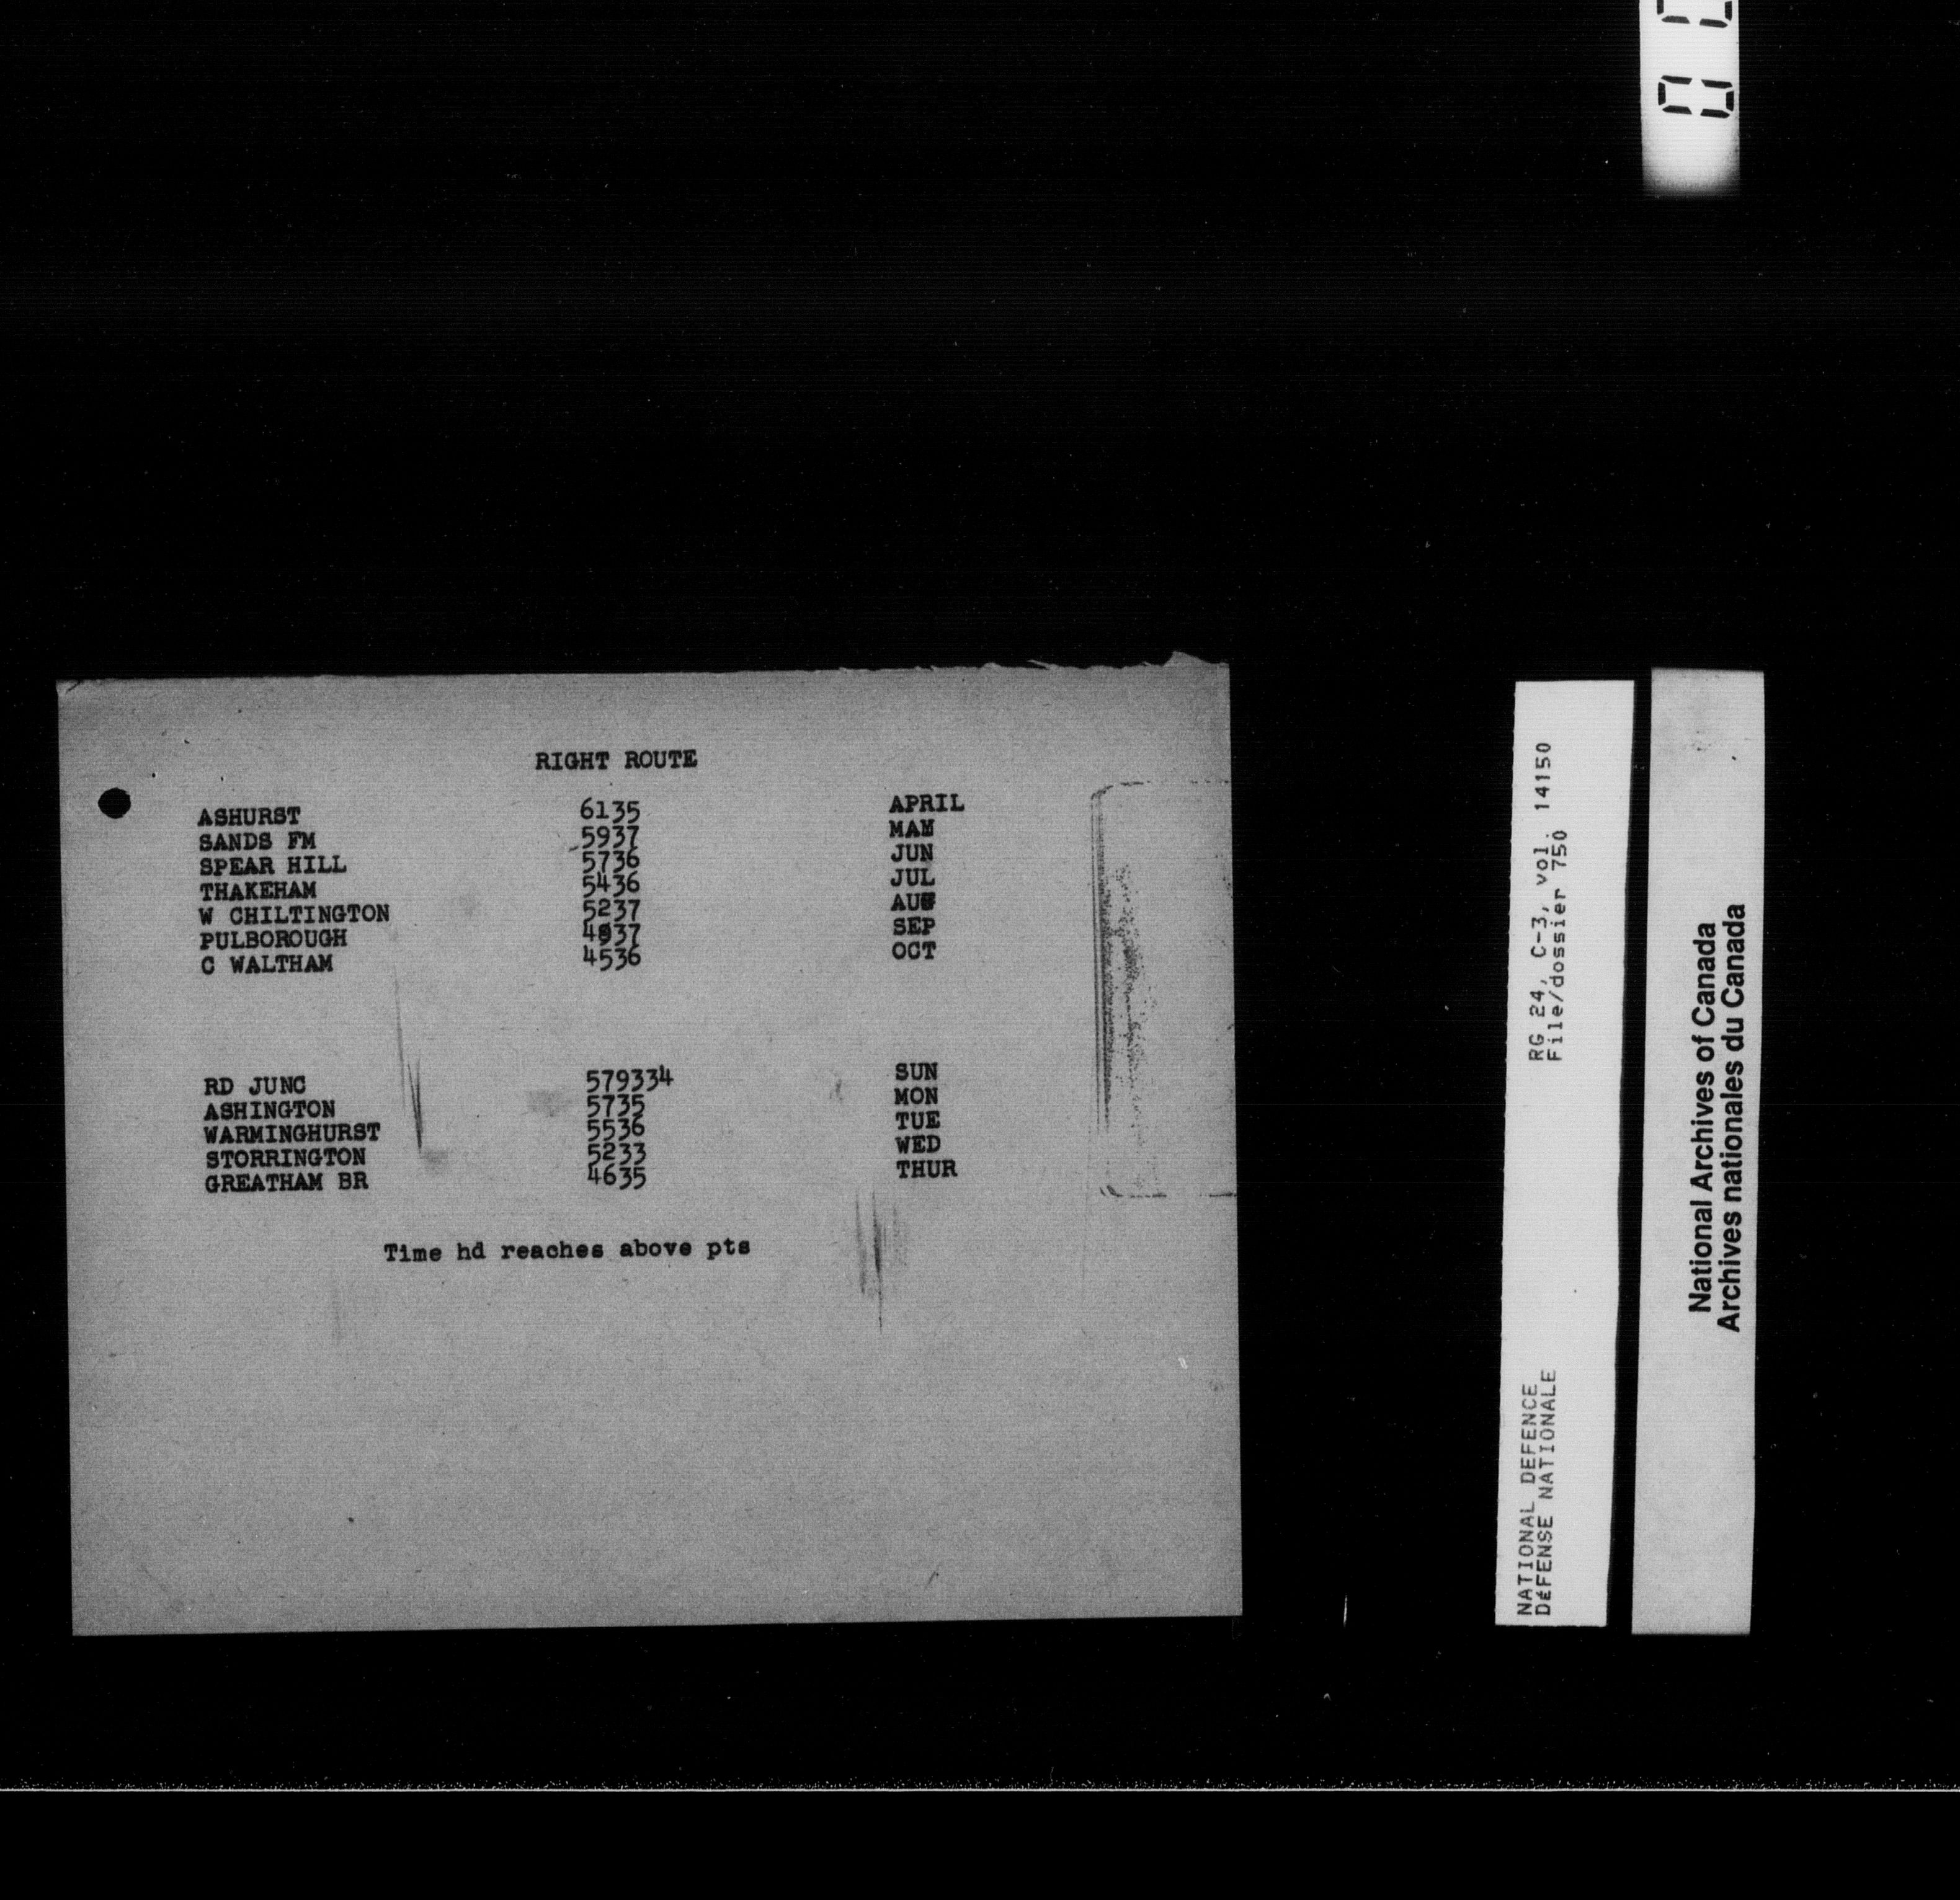 RIGHT ROUTE
ASHURST 6135 APRIL
SANDS FM 5937 MAY
SPEAR HILL 5736 JUN
THAKEHAM 5436 JUL
W CHILTINGTON 5237 AUG
PULBOROUGH 4937 SEP
C WALTHAM 4536 OCT
RD JUNC 579334 SUN
ASHINGTON 5735 MON
WARMINGHURST 5536 TUE
STORRINGTON 5233 WED
GREATHAM BR 4635 THUR
Time hd reaches above pts
RG 24, C-3, vol. 14150
File/dossier 750
NATIONAL DEFENCE
DéFENSE NATIONALE
National Archives of Canada
Archives nationales du Canada